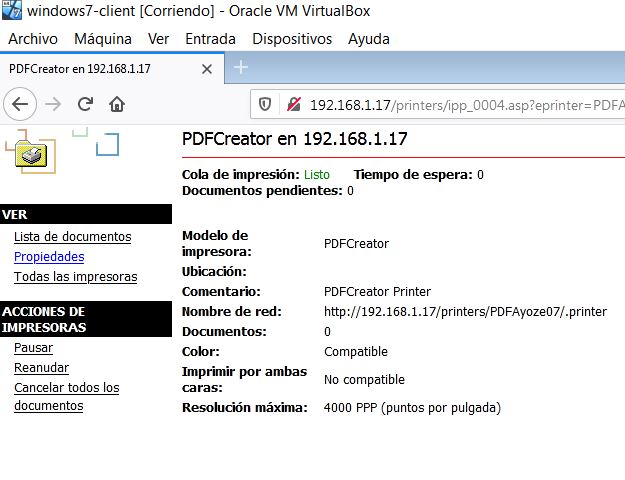 windows7-client [Corriendo] - Oracle VM VirtualBox
Archivo Máquina Ver Entrada Dispositivos Ayuda
PDFCreator en 192.168.1.17
192.168.1.17/printers/ipp_0004.asp?eprinter=PDFA
PDFCreator en 192.168.1.17
Cola de impresión: Listo Tiempo de espera: 0
Documentos pendientes: 0
VER
Lista de documentos
Propiedades
Todas las impresoras
ACCIONES DE
IMPRESORAS
Pausar
Reanudar
Cancelar todos los
documentos
Modelo de
impresora: PDFCreator
Ubicación:
Comentario: PDFCreator Printer
Nombre de red: http://192.168.1.17/printers/PDFAyoze07/.printer
Documentos: 0
Color: Compatible
Imprimir por ambas
caras: No compatible
Resolución máxima: 4000 PPP (puntos por pulgada)